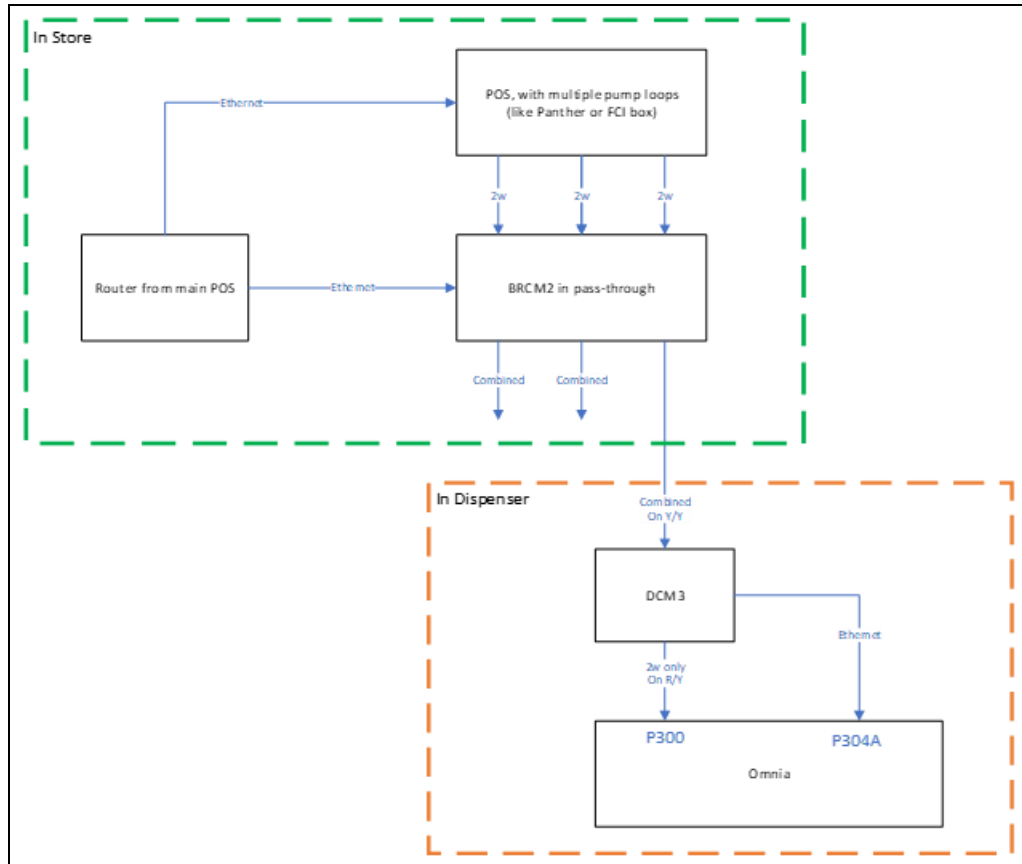 In Store
POS, with multiple pump loops
(like Panther or FCI box)
Ethernet
2w
2w
2w
Router from main POS
Ethernet
BRCM2 in pass-through
Combined
Combined
In Dispenser
Combined
On Y/Y
DCM3
Ethernet
2w only
On R/Y
P300
P304A
Omnia